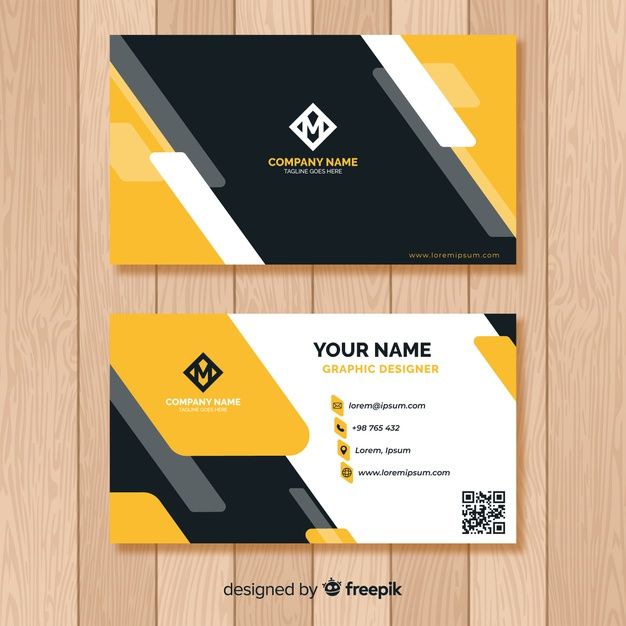 M
COMPANY NAME
TAGLINE GOES HERE
www.loremipsum.com
M
COMPANY NAME
TAGLINE GOES HERE
YOUR NAME
GRAPHIC DESIGNER
lorem@ipsum.com
+98 765 432
Lorem, Ipsum
www.loremipsum.com
designed by freepik